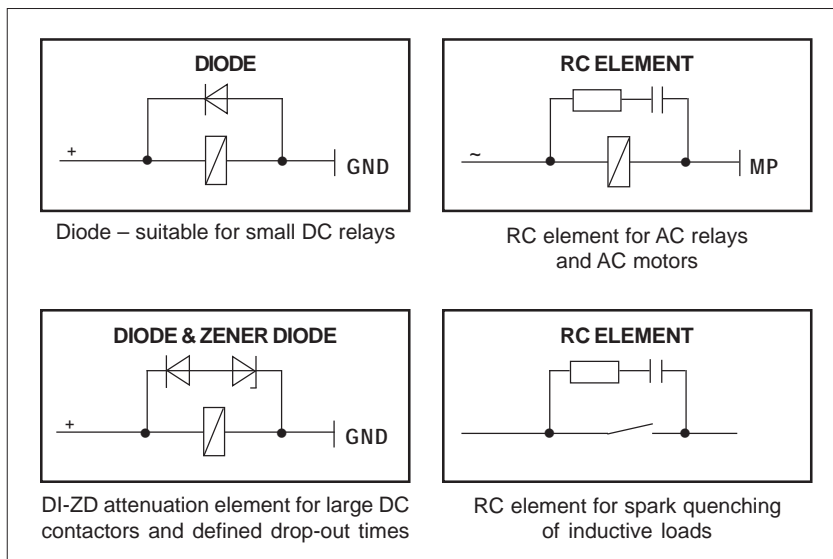 DIODE
+
GND
Diode – suitable for small DC relays
RC ELEMENT
~
MP
RC element for AC relays
and AC motors
DIODE & ZENER DIODE
+
GND
DI-ZD attenuation element for large DC
contactors and defined drop-out times
RC ELEMENT
RC element for spark quenching
of inductive loads